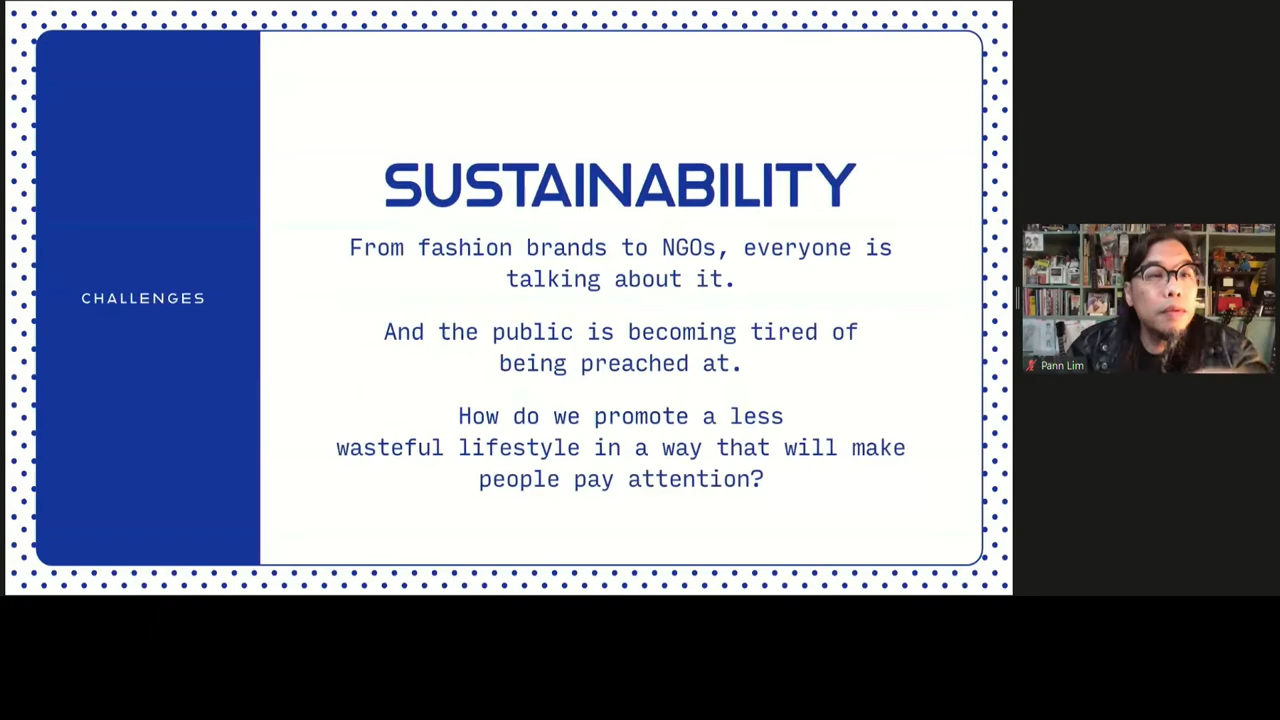 CHALLENGES
SUSTAINABILITY
From fashion brands to NGOs, everyone is
talking about it.
And the public is becoming tired of
being preached at.
How do we promote a less
wasteful lifestyle in a way that will make
people pay attention?
Pann Lim